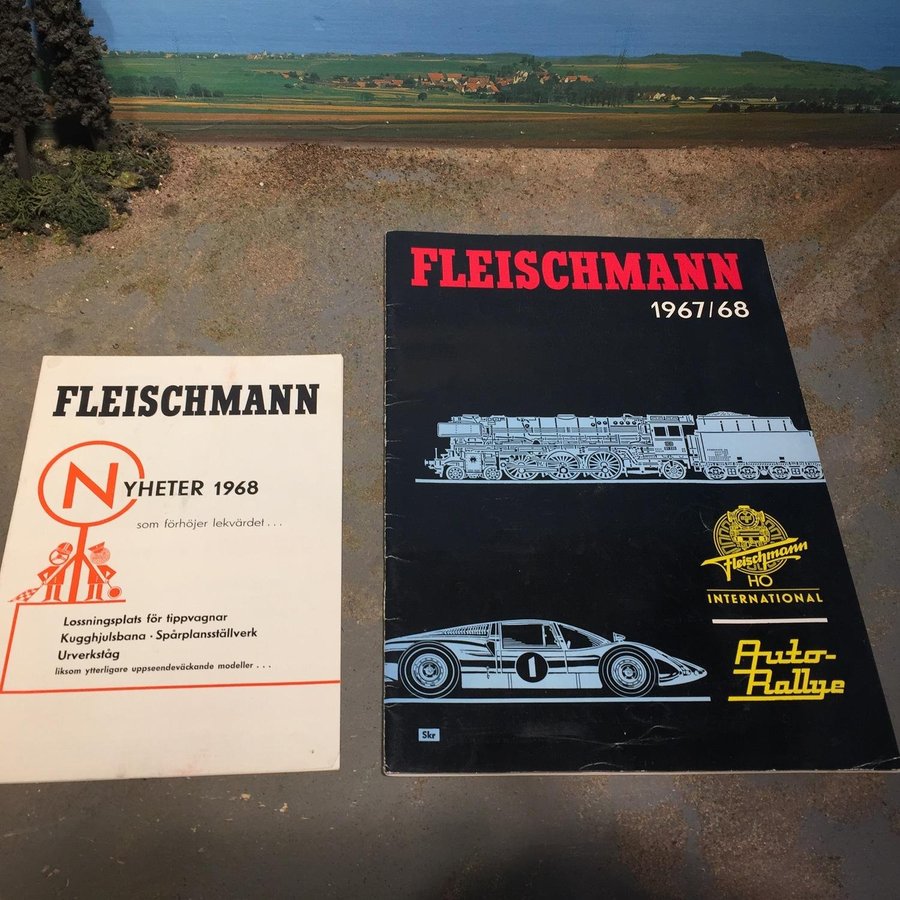 FLEISCHMANN
NYHETER 1968
som förhöjer lekvärdet...
Lossningsplats för tippvagnar
Kugghjulsbana · Spårplansställverk
Urverkståg
liksom ytterligare uppseendeväckande modeller...
FLEISCHMANN
1967/68
Fleischmann
HO
INTERNATIONAL
1
Auto-
Rallye
Skr